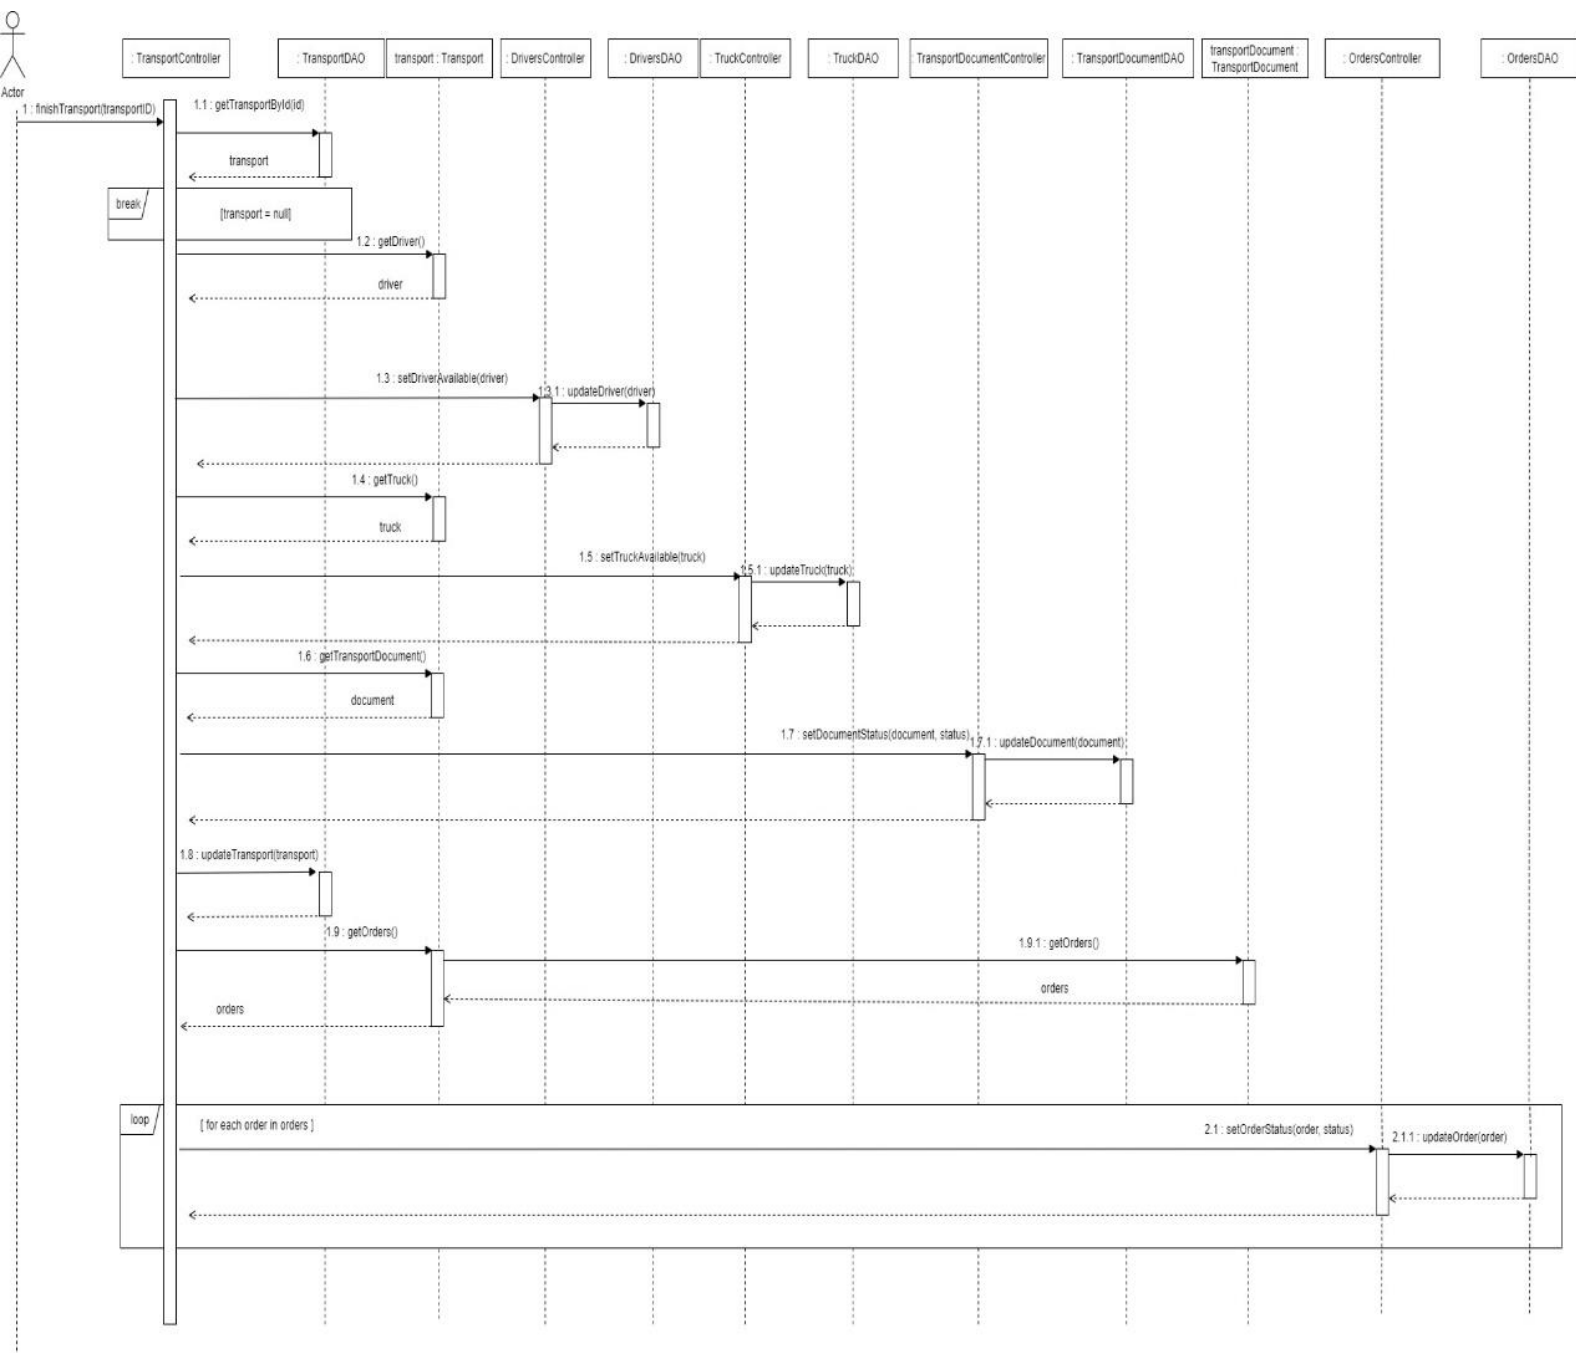 Actor
: TransportController
: TransportDAO
transport : Transport
: DriversController
: DriversDAO
: TruckController
: TruckDAO
: TransportDocumentController
: TransportDocumentDAO
transportDocument :
TransportDocument
: OrdersController
: OrdersDAO
1 : finishTransport(transportID)
1.1 : getTransportById(id)
transport
break
[transport = null]
1.2 : getDriver()
driver
1.3 : setDriverAvailable(driver)
1.3.1 : updateDriver(driver)
1.4 : getTruck()
truck
1.5 : setTruckAvailable(truck)
1.5.1 : updateTruck(truck)
1.6 : getTransportDocument()
document
1.7 : setDocumentStatus(document, status)
1.7.1 : updateDocument(document)
1.8 : updateTransport(transport)
1.9 : getOrders()
1.9.1 : getOrders()
orders
orders
loop
[ for each order in orders ]
2.1 : setOrderStatus(order, status)
2.1.1 : updateOrder(order)